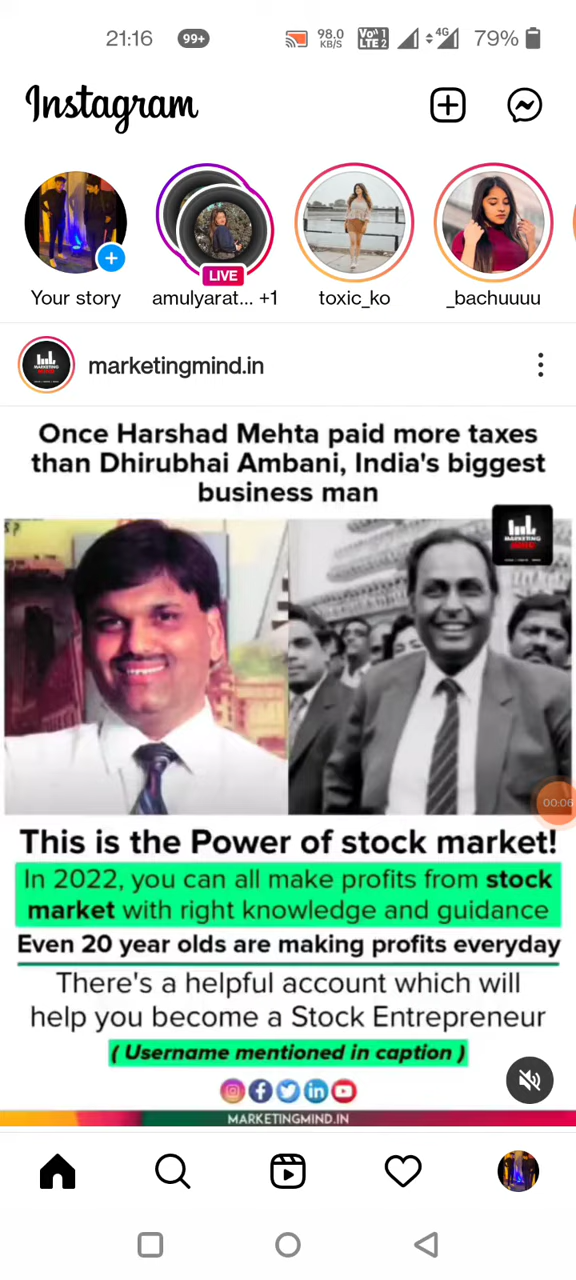 21:16 99+ 98.0 KB/S Vo)) 1 LTE 2 4G 79%
Instagram
LIVE
Your story amulyarat... +1 toxic_ko _bachuuuu
marketingmind.in
Once Harshad Mehta paid more taxes
than Dhirubhai Ambani, India's biggest
business man
MARKETING
This is the Power of stock market!
00:06
In 2022, you can all make profits from stock
market with right knowledge and guidance
Even 20 year olds are making profits everyday
There's a helpful account which will
help you become a Stock Entrepreneur
( Username mentioned in caption )
MARKETINGMIND.IN